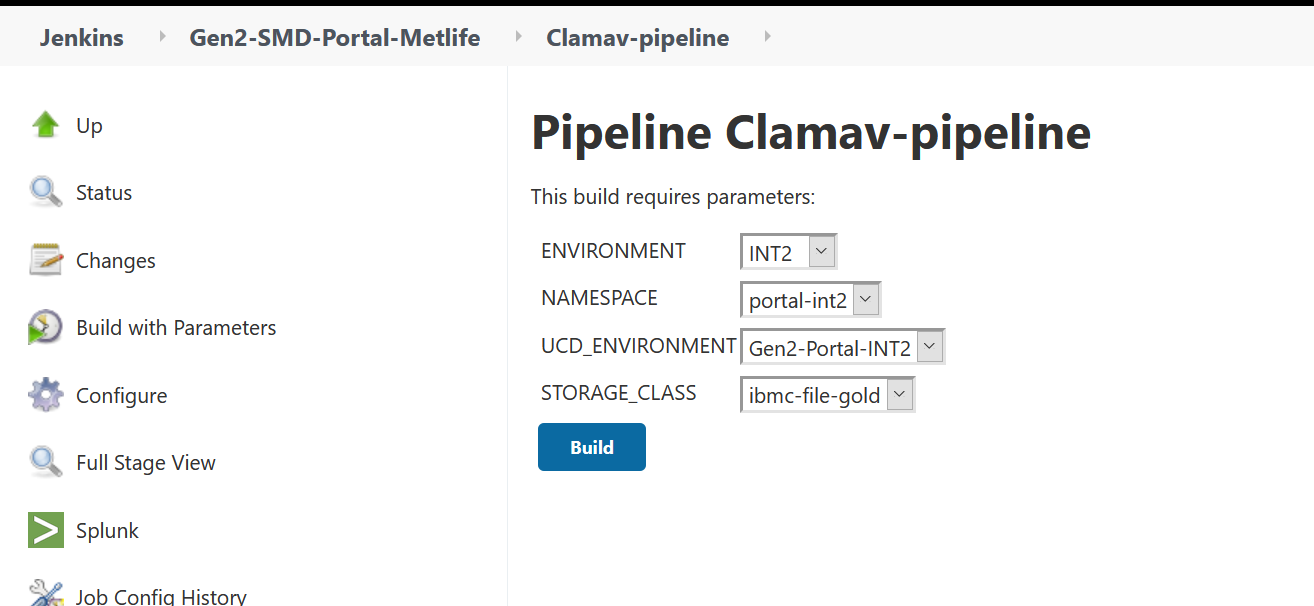 Jenkins Gen2-SMD-Portal-Metlife Clamav-pipeline
Up
Status
Changes
Build with Parameters
Configure
Full Stage View
Splunk
Job Config History
Pipeline Clamav-pipeline
This build requires parameters:
ENVIRONMENT INT2
NAMESPACE portal-int2
UCD_ENVIRONMENT Gen2-Portal-INT2
STORAGE_CLASS ibmc-file-gold
Build